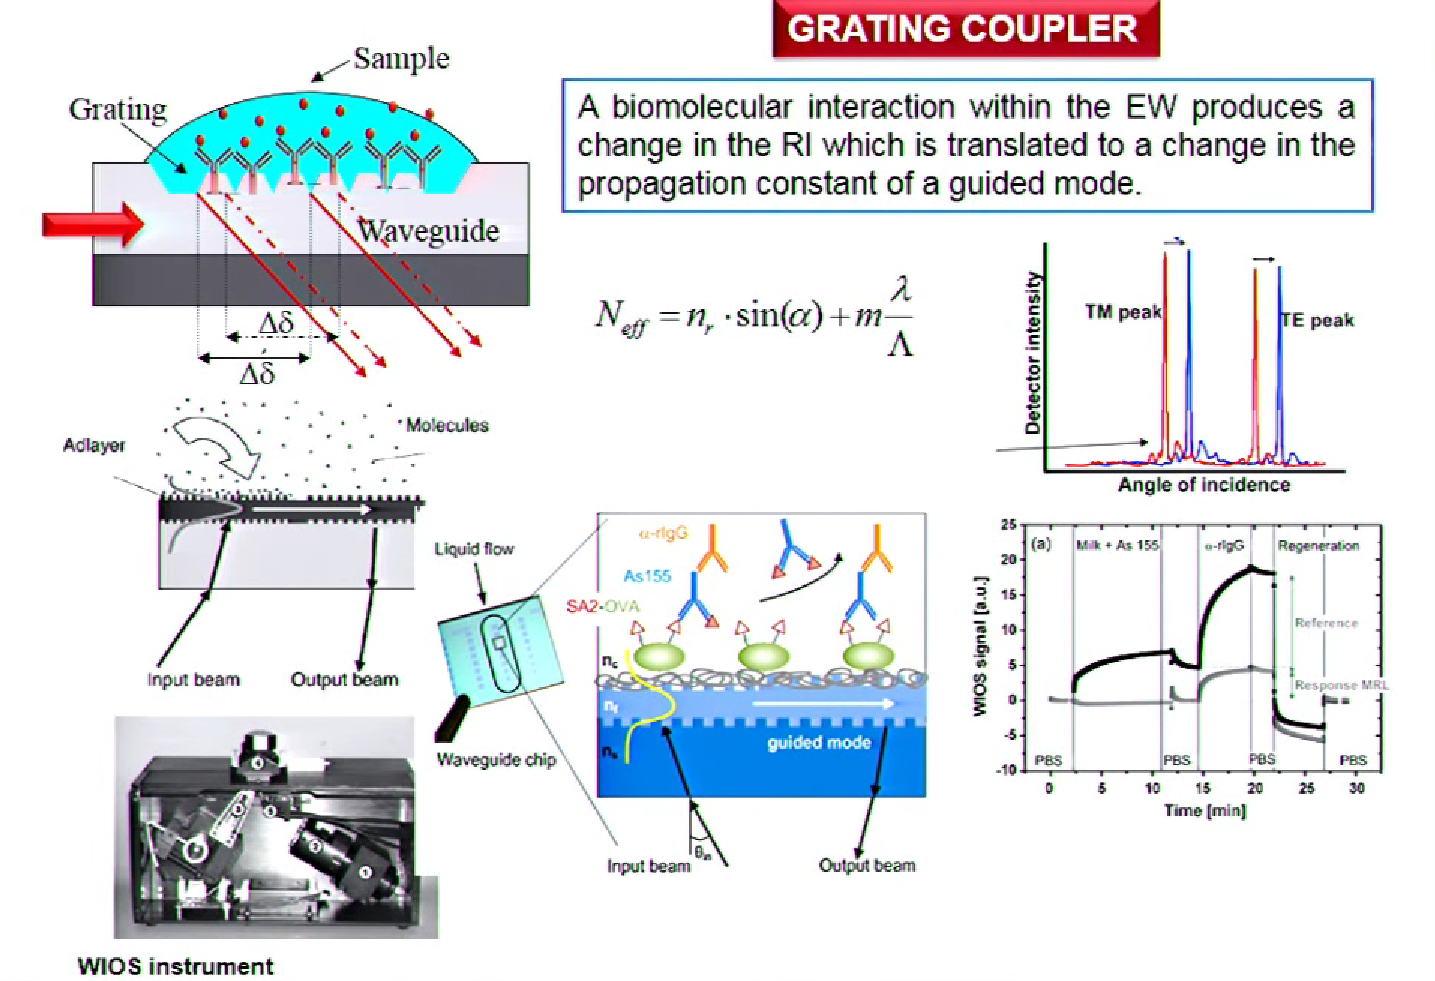 GRATING COUPLER
Sample
Grating
Waveguide
Δδ
Δδ
A biomolecular interaction within the EW produces a
change in the RI which is translated to a change in the
propagation constant of a guided mode.
N_eff = n_r · sin(α) + m λ/Λ
Detector intensity
TM peak
TE peak
Angle of incidence
Adlayer
Molecules
Input beam
Output beam
Liquid flow
Waveguide chip
α-rIgG
As155
SA2-OVA
n_c
n_f
n_s
guided mode
θ_in
Input beam
Output beam
WIOS signal [a.u.]
25
20
15
10
5
0
-5
-10
(a)
Milk + As 155
α-rIgG
Regeneration
Reference
Response MRL
PBS
PBS
PBS
PBS
0 5 10 15 20 25 30
Time [min]
WIOS instrument